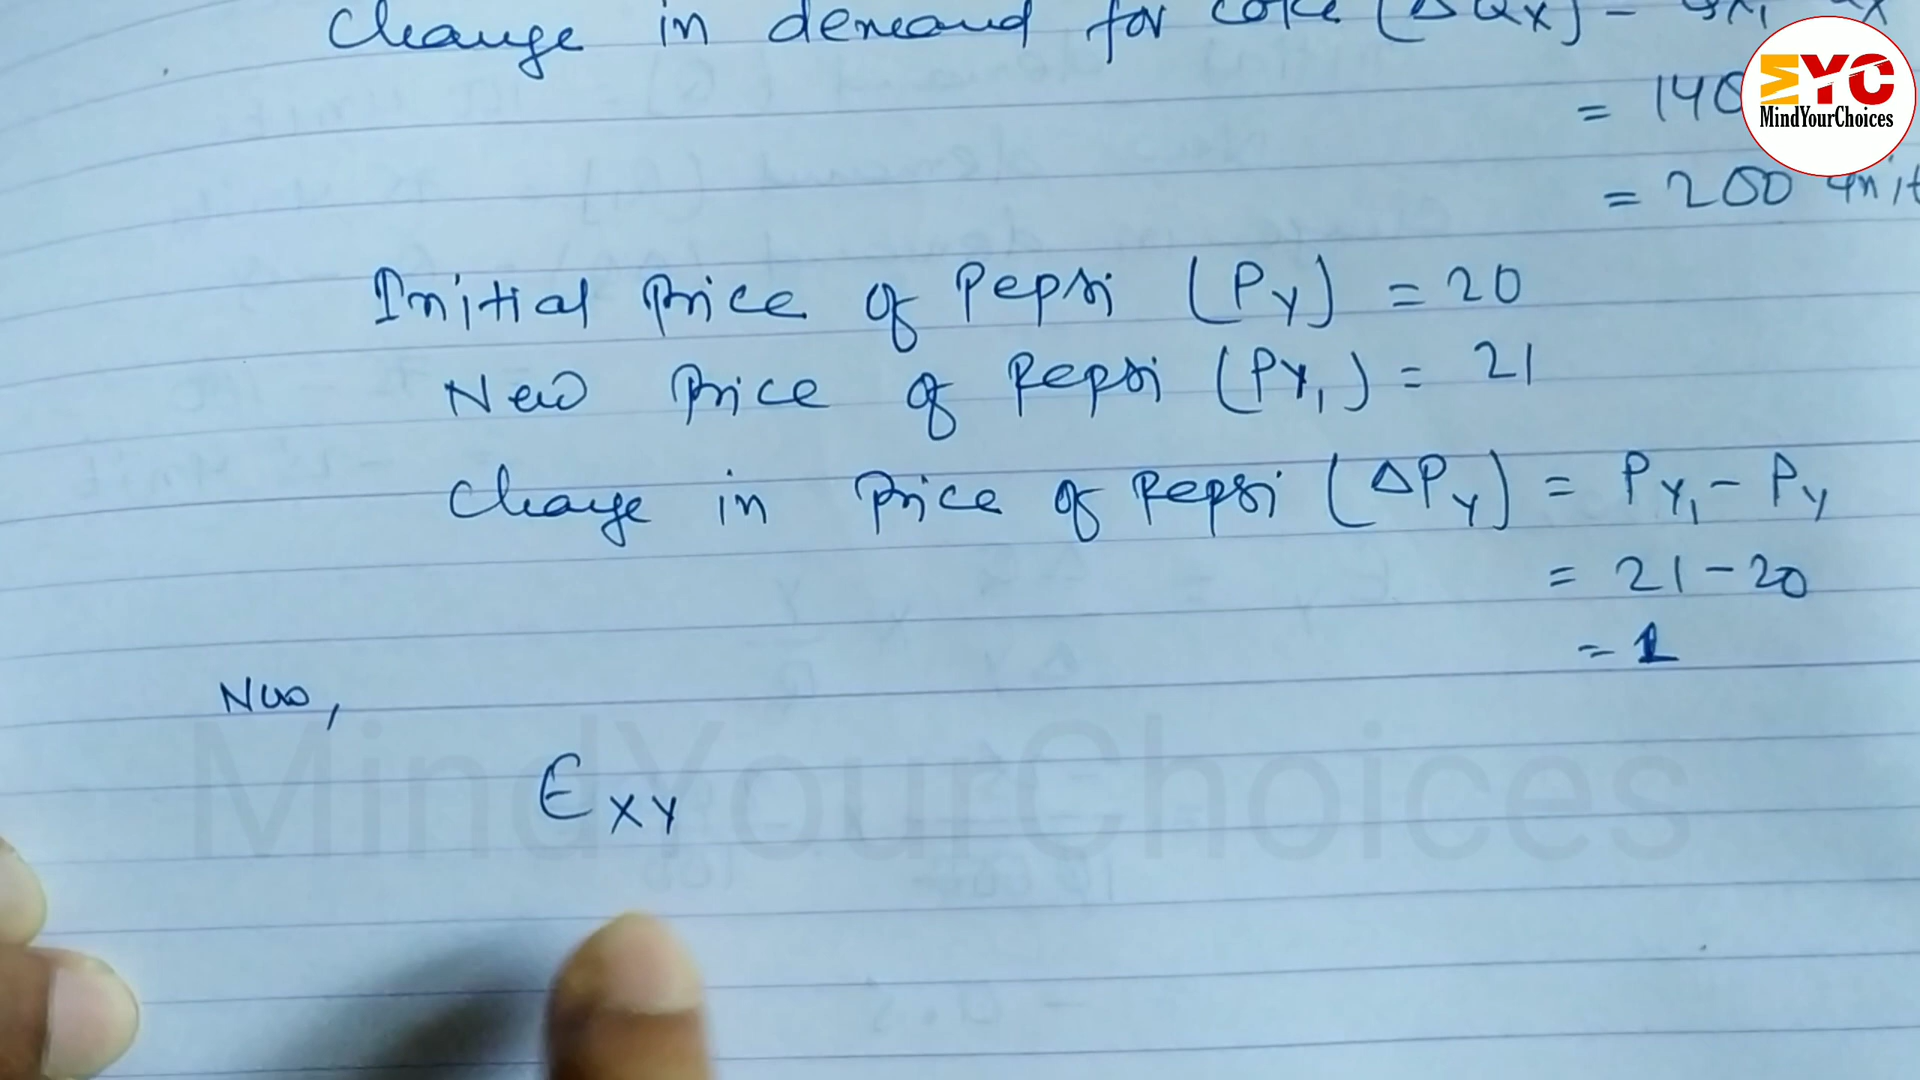 Change in demand for Coke (ΔQx) =
= 140
MYC
MindYourChoices
= 200 unit
Initial Price of Pepsi (Py) = 20
New Price of Pepsi (Py₁) = 21
Change in Price of Pepsi (ΔPy) = Py₁ - Py
= 21 - 20
= 1
Now,
Exy
MindYourChoices